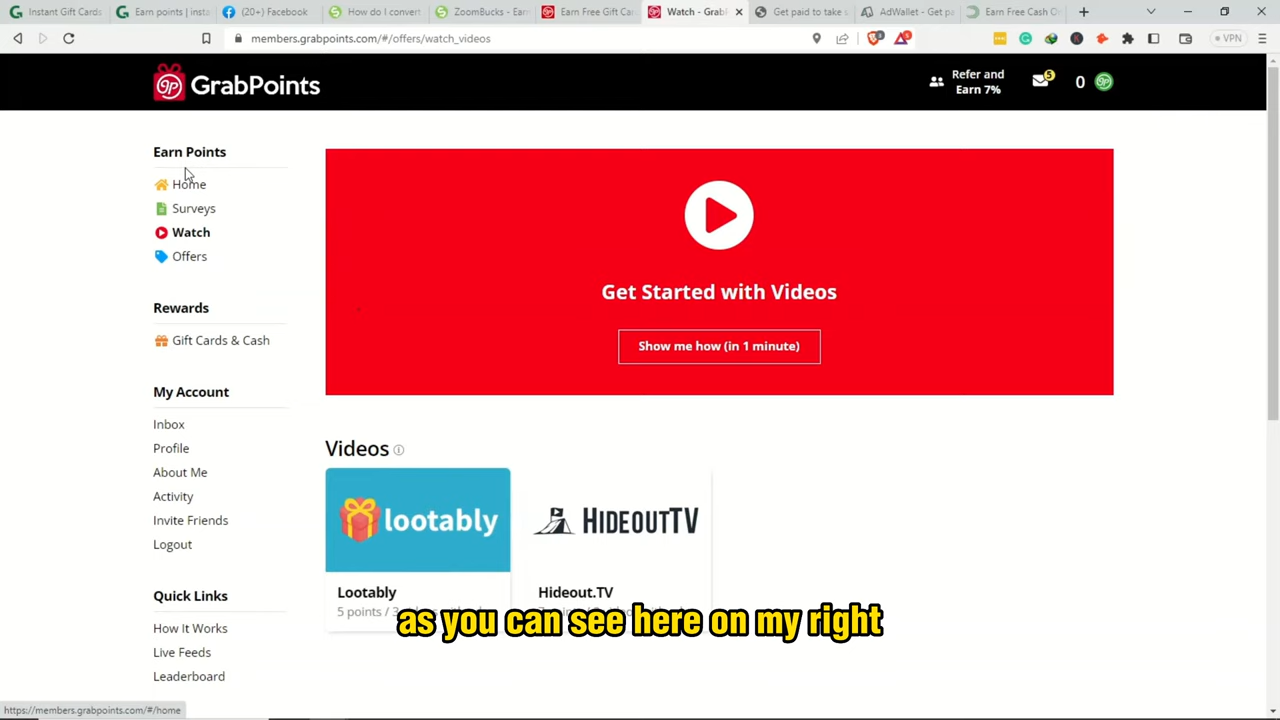 Instant Gift Cards
Earn points | insta
(20+) Facebook
How do I convert
ZoomBucks - Earn
Earn Free Gift Car
Watch - GrabP
Get paid to take s
AdWallet - Get pa
Earn Free Cash On
members.grabpoints.com/#/offers/watch_videos
VPN
GrabPoints
Refer and
Earn 7%
5
0
Earn Points
Home
Surveys
Watch
Offers
Rewards
Gift Cards & Cash
My Account
Inbox
Profile
About Me
Activity
Invite Friends
Logout
Quick Links
How It Works
Live Feeds
Leaderboard
Get Started with Videos
Show me how (in 1 minute)
Videos
lootably
HIDEOUTTV
Lootably
Hideout.TV
5 points / 3
as you can see here on my right
https://members.grabpoints.com/#/home